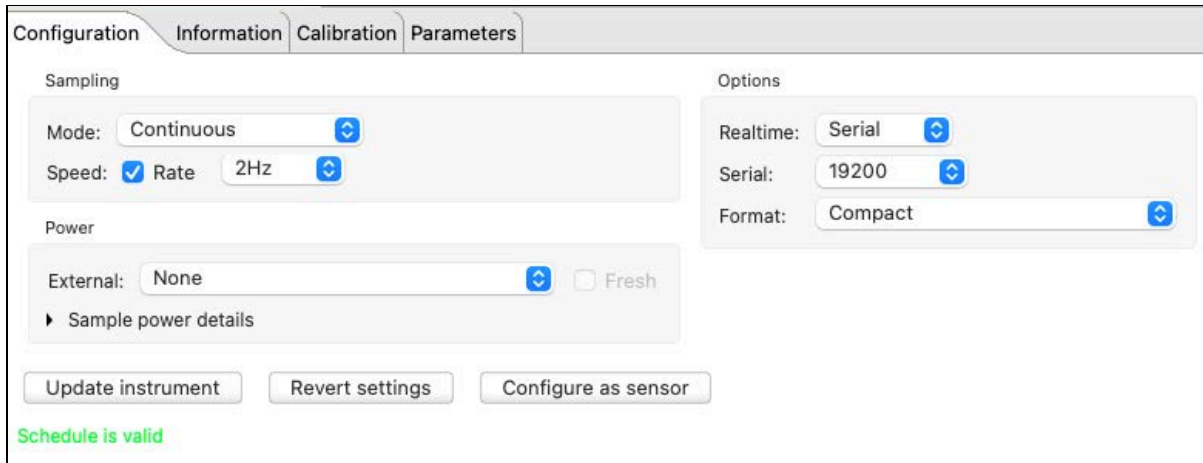 Configuration Information Calibration Parameters
Sampling
Mode: Continuous
Speed: Rate 2Hz
Power
External: None Fresh
Sample power details
Options
Realtime: Serial
Serial: 19200
Format: Compact
Update instrument Revert settings Configure as sensor
Schedule is valid